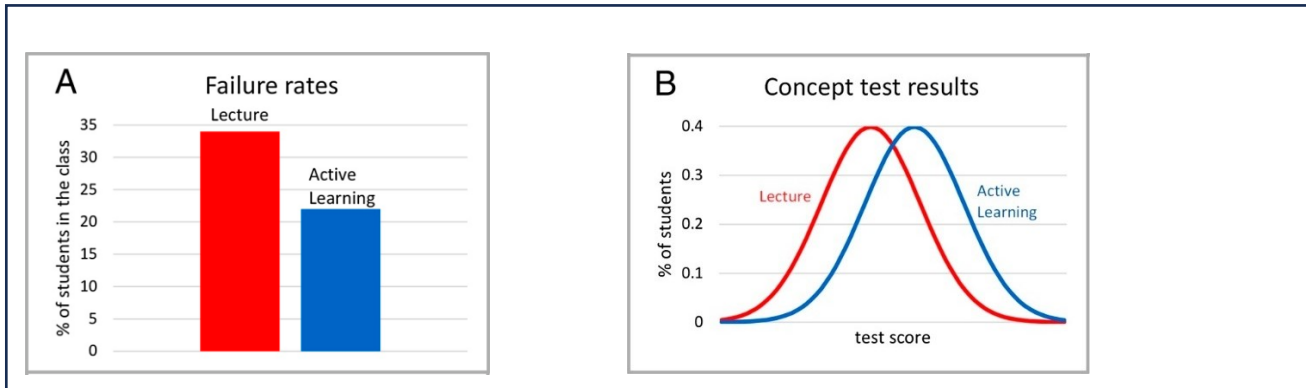 A
Failure rates
Lecture
Active
Learning
% of students in the class
35
30
25
20
15
10
5
0
B
Concept test results
Lecture
Active
Learning
% of students
0.4
0.3
0.2
0.1
0
test score